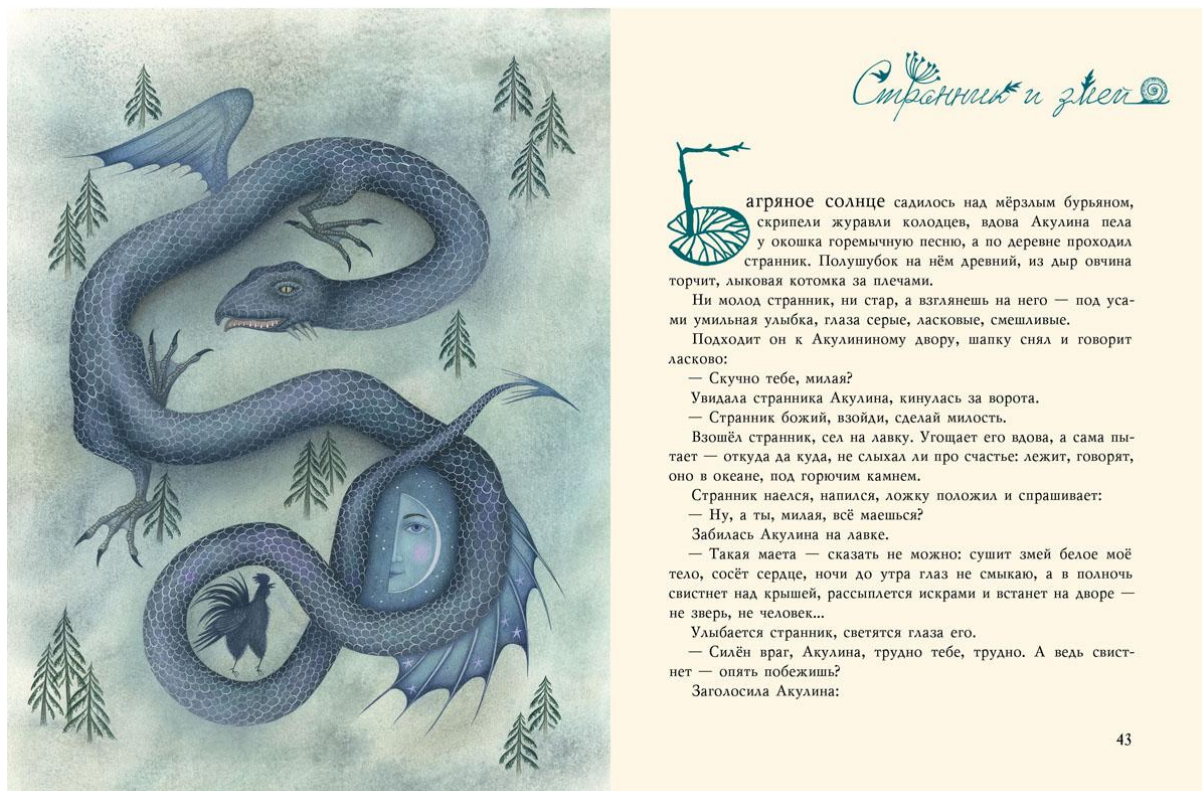 Странник и змей
Багряное солнце садилось над мёрзлым бурьяном,
скрипели журавли колодцев, вдова Акулина пела
у окошка горемычную песню, а по деревне проходил
странник. Полушубок на нём древний, из дыр овчина
торчит, лыковая котомка за плечами.
Ни молод странник, ни стар, а взглянешь на него — под уса-
ми умильная улыбка, глаза серые, ласковые, смешливые.
Подходит он к Акулининому двору, шапку снял и говорит
ласково:
— Скучно тебе, милая?
Увидала странника Акулина, кинулась за ворота.
— Странник божий, взойди, сделай милость.
Взошёл странник, сел на лавку. Угощает его вдова, а сама пы-
тает — откуда да куда, не слыхал ли про счастье: лежит, говорят,
оно в океане, под горючим камнем.
Странник наелся, напился, ложку положил и спрашивает:
— Ну, а ты, милая, всё маешься?
Забилась Акулина на лавке.
— Такая маета — сказать не можно: сушит змей белое моё
тело, сосёт сердце, ночи до утра глаз не смыкаю, а в полночь
свистнет над крышей, рассыплется искрами и встанет на дворе —
не зверь, не человек...
Улыбается странник, светятся глаза его.
— Силён враг, Акулина, трудно тебе, трудно. А ведь свист-
нет — опять побежишь?
Заголосила Акулина:
43